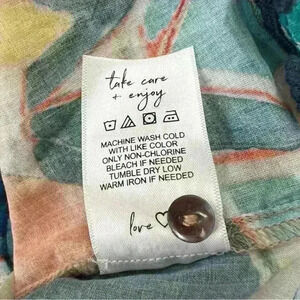 take care
+ enjoy
MACHINE WASH COLD
WITH LIKE COLOR
ONLY NON-CHLORINE
BLEACH IF NEEDED
TUMBLE DRY LOW
WARM IRON IF NEEDED
love